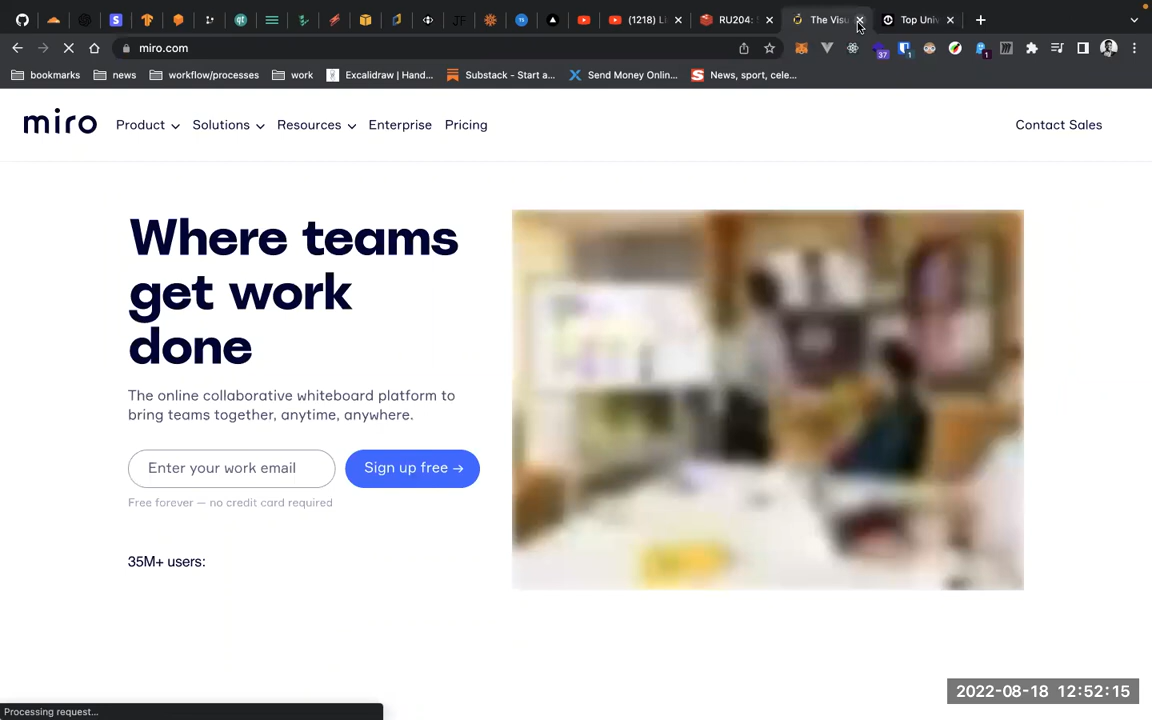 (1218) Li
RU204: S
The Visu
Top Univ
miro.com
37
1
1
bookmarks
news
workflow/processes
work
Excalidraw | Hand...
Substack - Start a...
Send Money Onlin...
News, sport, cele...
miro
Product
Solutions
Resources
Enterprise
Pricing
Contact Sales
Where teams
get work
done
The online collaborative whiteboard platform to
bring teams together, anytime, anywhere.
Enter your work email
Sign up free →
Free forever — no credit card required
35M+ users:
2022-08-18 12:52:15
Processing request...